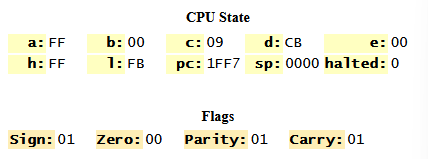 CPU State
a: FF b: 00 c: 09 d: CB e: 00
h: FF l: FB pc: 1FF7 sp: 0000 halted: 0
Flags
Sign: 01 Zero: 00 Parity: 01 Carry: 01